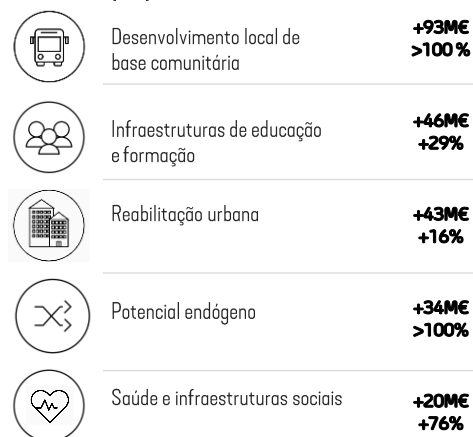 Desenvolvimento local de
base comunitária
+93M€
>100 %
Infraestruturas de educação
e formação
+46M€
+29%
Reabilitação urbana
+43M€
+16%
Potencial endógeno
+34M€
>100%
Saúde e infraestruturas sociais
+20M€
+76%